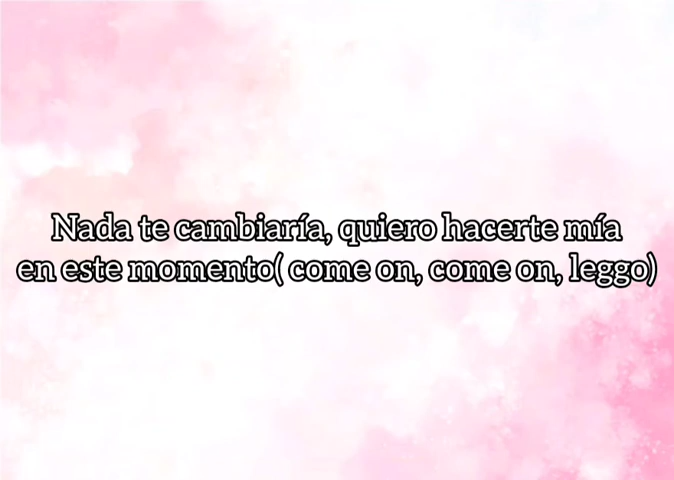 Nada te cambiaría, quiero hacerte mía
en este momento( come on, come on, leggo)